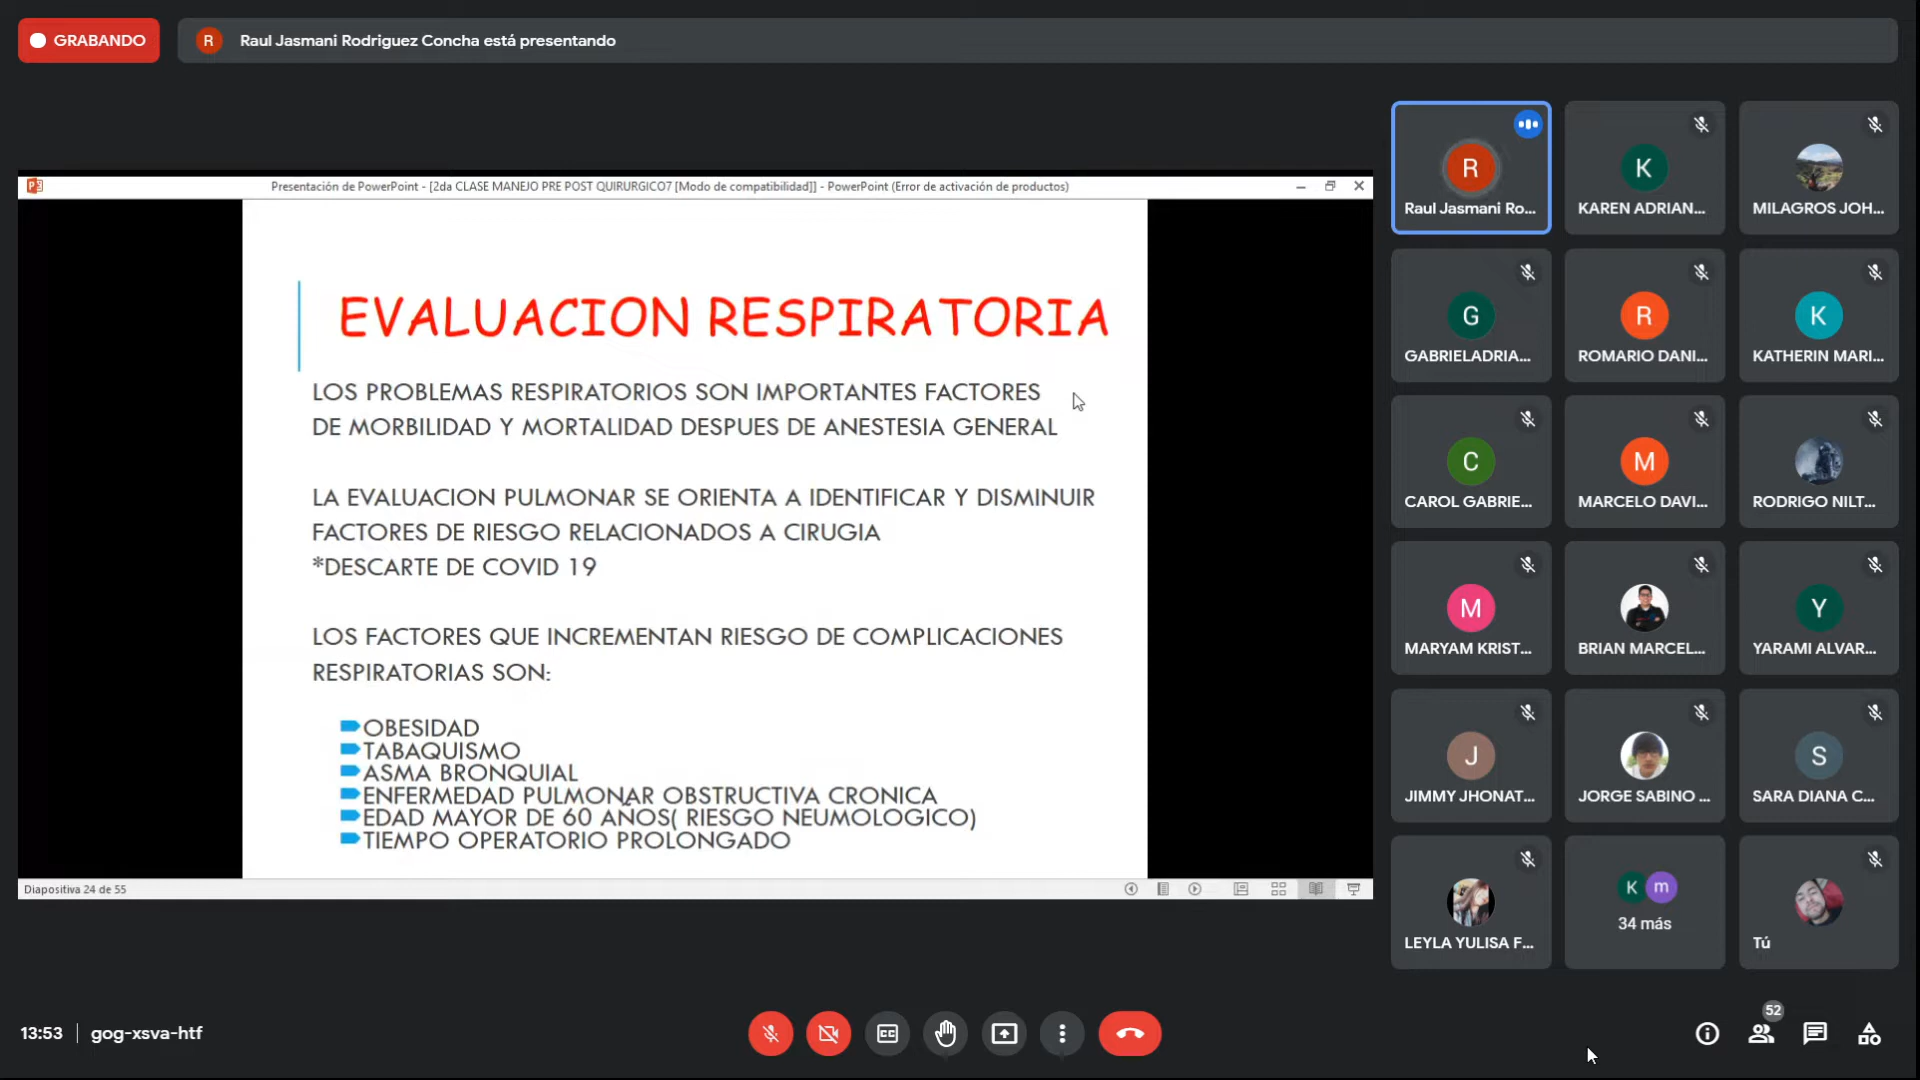 GRABANDO
R
Raul Jasmani Rodriguez Concha está presentando
Presentación de PowerPoint - [2da CLASE MANEJO PRE POST QUIRURGICO7 [Modo de compatibilidad]] - PowerPoint (Error de activación de productos)
EVALUACION RESPIRATORIA
LOS PROBLEMAS RESPIRATORIOS SON IMPORTANTES FACTORES
DE MORBILIDAD Y MORTALIDAD DESPUES DE ANESTESIA GENERAL
LA EVALUACION PULMONAR SE ORIENTA A IDENTIFICAR Y DISMINUIR
FACTORES DE RIESGO RELACIONADOS A CIRUGIA
*DESCARTE DE COVID 19
LOS FACTORES QUE INCREMENTAN RIESGO DE COMPLICACIONES
RESPIRATORIAS SON:
OBESIDAD
TABAQUISMO
ASMA BRONQUIAL
ENFERMEDAD PULMONAR OBSTRUCTIVA CRONICA
EDAD MAYOR DE 60 AÑOS( RIESGO NEUMOLOGICO)
TIEMPO OPERATORIO PROLONGADO
Diapositiva 24 de 55
R
Raul Jasmani Ro...
K
KAREN ADRIAN...
MILAGROS JOH...
G
GABRIELADRIA...
R
ROMARIO DANI...
K
KATHERIN MARI...
C
CAROL GABRIE...
M
MARCELO DAVI...
RODRIGO NILT...
M
MARYAM KRIST...
BRIAN MARCEL...
Y
YARAMI ALVAR...
J
JIMMY JHONAT...
JORGE SABINO ...
S
SARA DIANA C...
LEYLA YULISA F...
K m
34 más
Tú
13:53 | gog-xsva-htf
CC
52